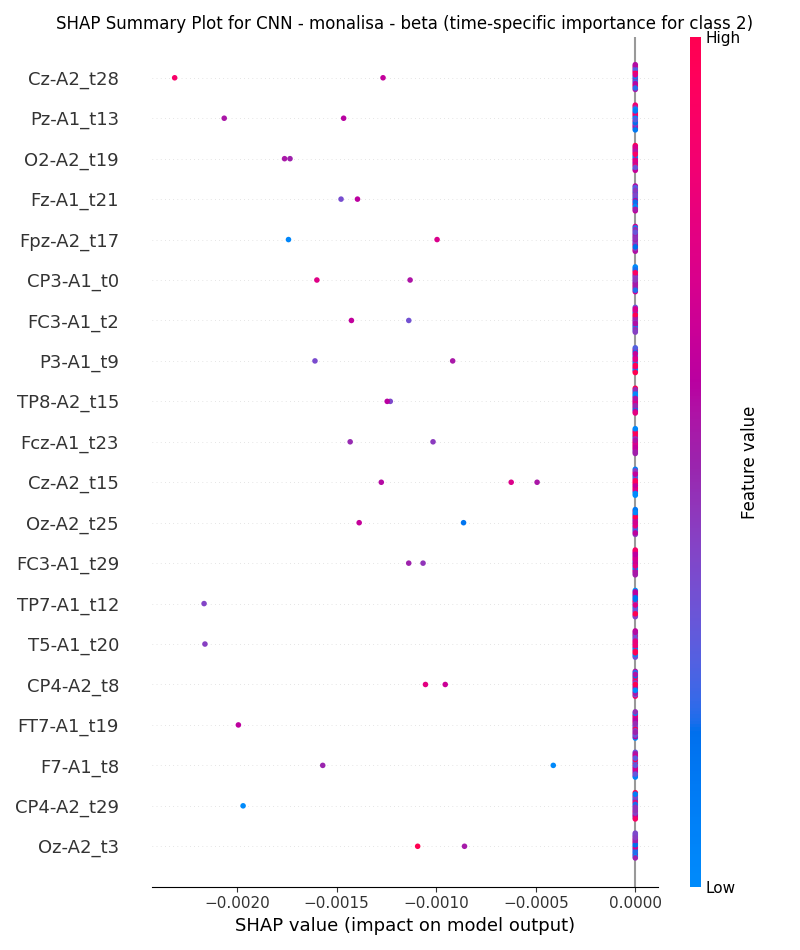 SHAP Summary Plot for CNN - monalisa - beta (time-specific importance for class 2)
High
Cz-A2_t28
Pz-A1_t13
O2-A2_t19
Fz-A1_t21
Fpz-A2_t17
CP3-A1_t0
FC3-A1_t2
P3-A1_t9
TP8-A2_t15
Fcz-A1_t23
Cz-A2_t15
Oz-A2_t25
FC3-A1_t29
TP7-A1_t12
T5-A1_t20
CP4-A2_t8
FT7-A1_t19
F7-A1_t8
CP4-A2_t29
Oz-A2_t3
Feature value
Low
−0.0020 −0.0015 −0.0010 −0.0005 0.0000
SHAP value (impact on model output)